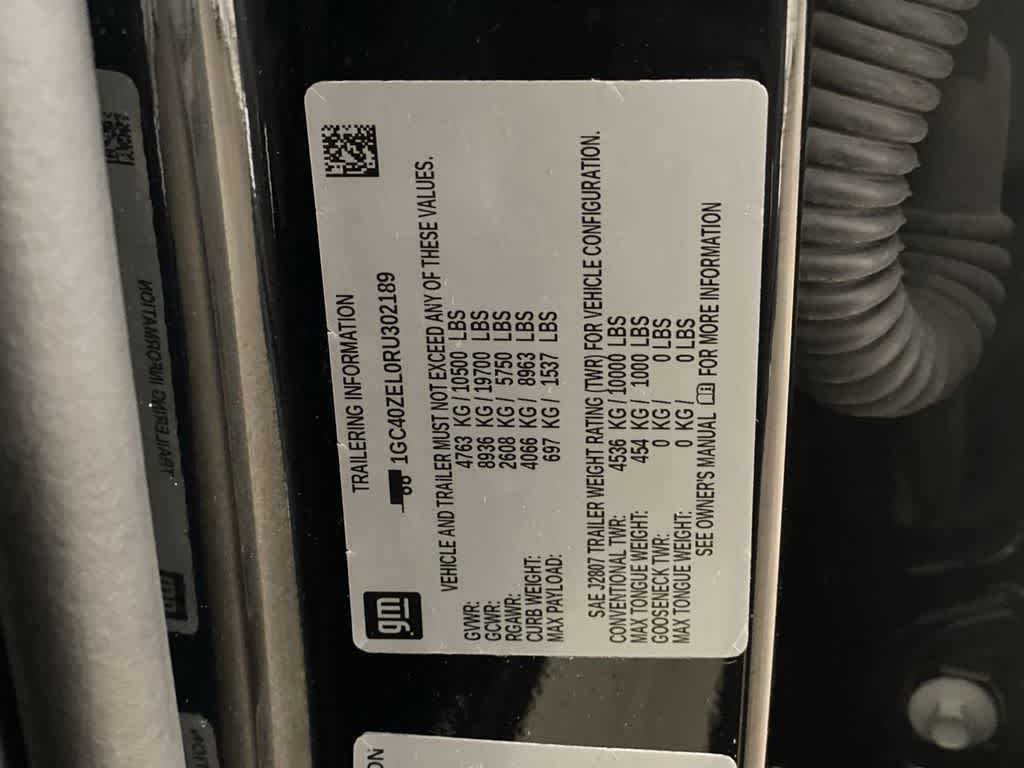 gm
TRAILERING INFORMATION
1GC40ZEL0RU302189
VEHICLE AND TRAILER MUST NOT EXCEED ANY OF THESE VALUES.
GVWR: 4763 KG / 10500 LBS
GCWR: 8936 KG / 19700 LBS
RGAWR: 2608 KG / 5750 LBS
CURB WEIGHT: 4066 KG / 8963 LBS
MAX PAYLOAD: 697 KG / 1537 LBS
SAE J2807 TRAILER WEIGHT RATING (TWR) FOR VEHICLE CONFIGURATION.
CONVENTIONAL TWR: 4536 KG / 10000 LBS
MAX TONGUE WEIGHT: 454 KG / 1000 LBS
GOOSENECK TWR: 0 KG / 0 LBS
MAX TONGUE WEIGHT: 0 KG / 0 LBS
SEE OWNER'S MANUAL FOR MORE INFORMATION
TRAILERING INFORMATION
gm
ON